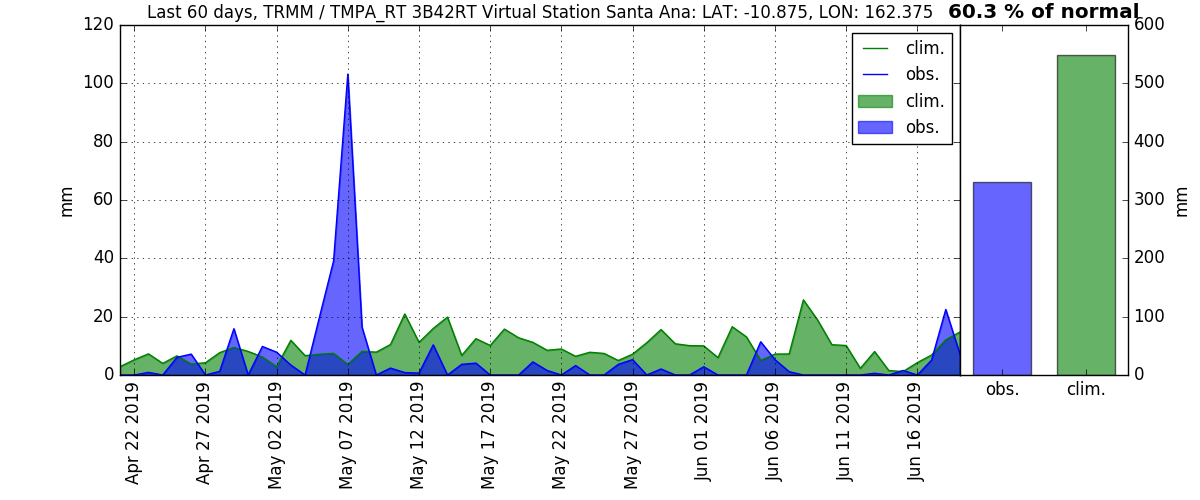 Last 60 days, TRMM / TMPA_RT 3B42RT Virtual Station Santa Ana: LAT: -10.875, LON: 162.375
60.3 % of normal
120
100
80
60
40
20
0
mm
clim.
obs.
clim.
obs.
600
500
400
300
200
100
0
mm
Apr 22 2019
Apr 27 2019
May 02 2019
May 07 2019
May 12 2019
May 17 2019
May 22 2019
May 27 2019
Jun 01 2019
Jun 06 2019
Jun 11 2019
Jun 16 2019
obs.
clim.